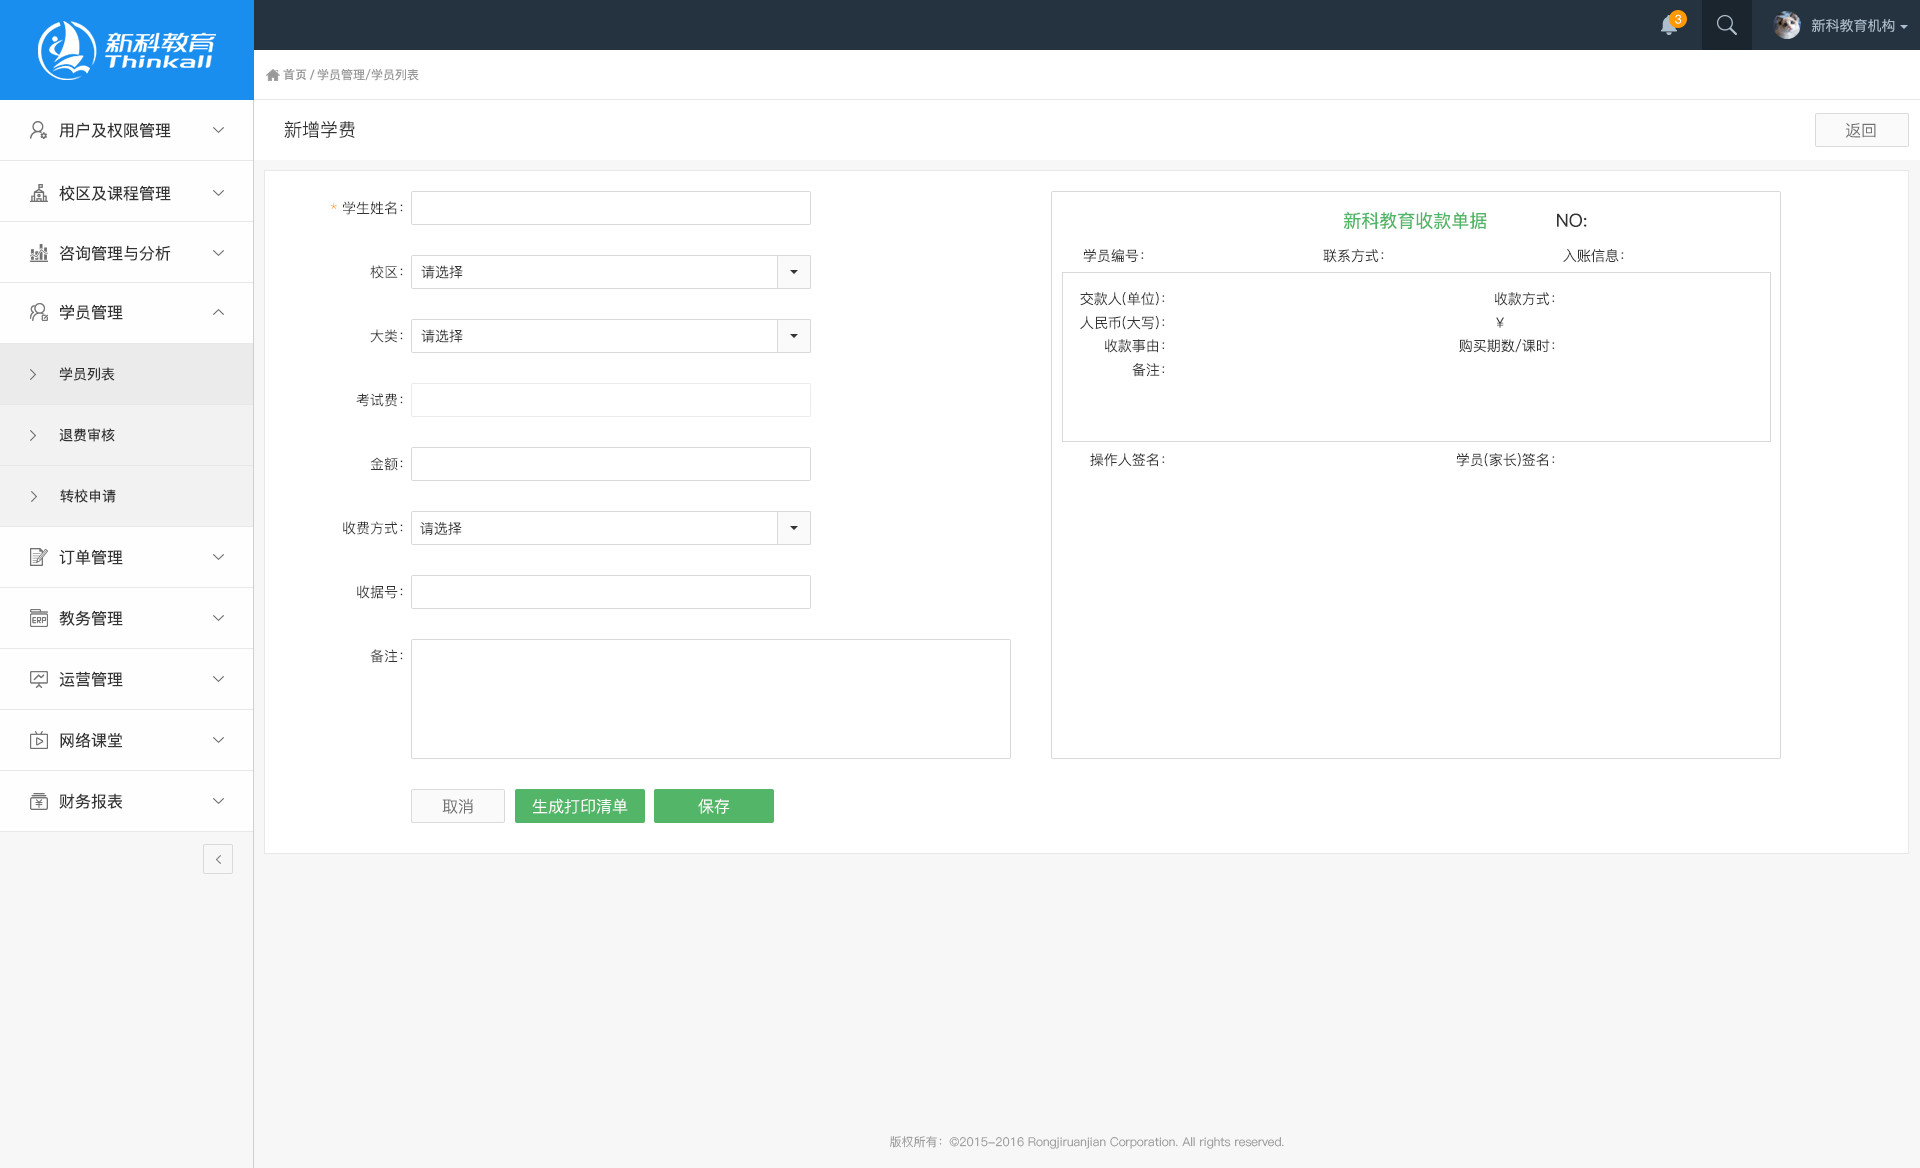 新科教育
Thinkall
3
新科教育机构
首页 / 学员管理/学员列表
新增学费
返回
用户及权限管理
校区及课程管理
咨询管理与分析
学员管理
学员列表
退费审核
转校申请
订单管理
ERP
教务管理
运营管理
网络课堂
财务报表
* 学生姓名：
校区： 请选择
大类： 请选择
考试费：
金额：
收费方式： 请选择
收据号：
备注：
取消 生成打印清单 保存
新科教育收款单据 NO:
学员编号： 联系方式： 入账信息：
交款人(单位)： 收款方式：
人民币(大写)： ¥
收款事由： 购买期数/课时：
备注：
操作人签名： 学员(家长)签名：
版权所有：©2015-2016 Rongjiruanjian Corporation. All rights reserved.